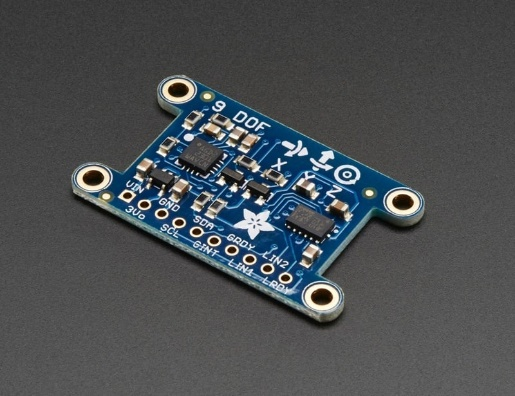 9 DOF
X Y Z
VIN GND SDA GRDY LIN2
3Vo SCL GINT LIN1 LRDY